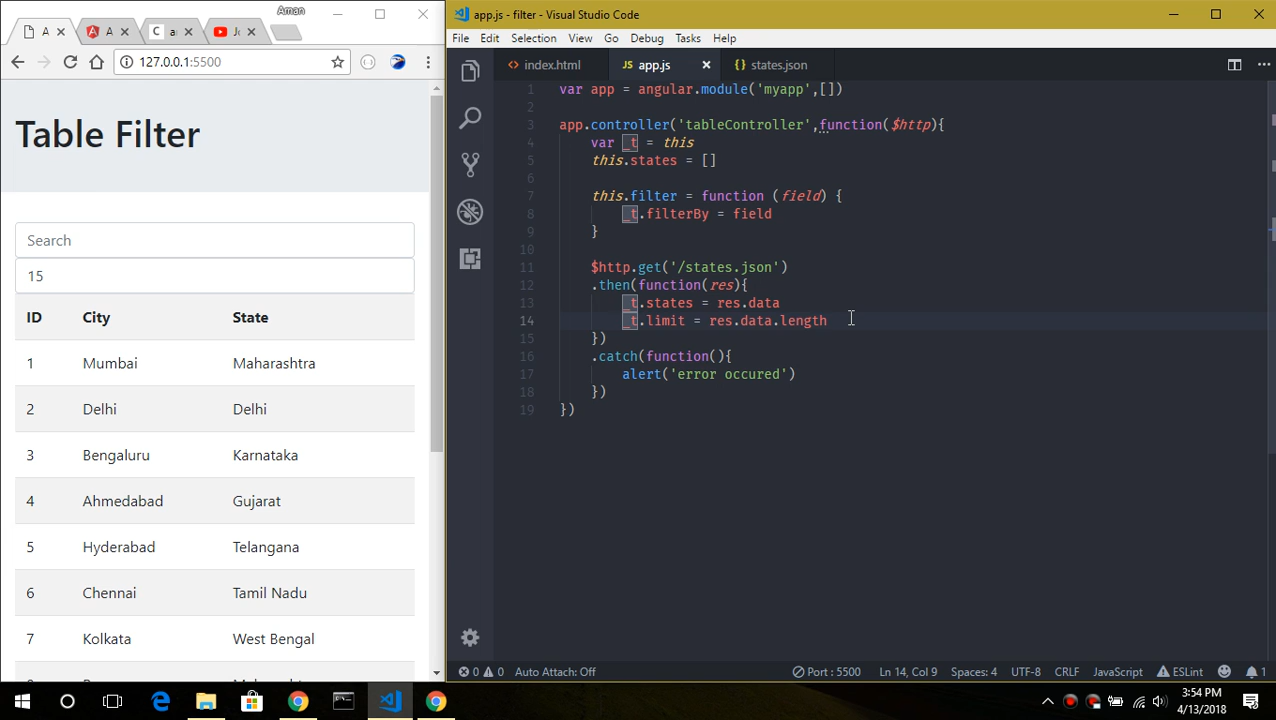 Aman
A
A
C
a
J
127.0.0.1:5500
Table Filter
Search
15
ID City State
1 Mumbai Maharashtra
2 Delhi Delhi
3 Bengaluru Karnataka
4 Ahmedabad Gujarat
5 Hyderabad Telangana
6 Chennai Tamil Nadu
7 Kolkata West Bengal
app.js - filter - Visual Studio Code
File Edit Selection View Go Debug Tasks Help
<> index.html JS app.js {} states.json
1 var app = angular.module('myapp',[])
2
3 app.controller('tableController',function($http){
4 var _t = this
5 this.states = []
6
7 this.filter = function (field) {
8 _t.filterBy = field
9 }
10
11 $http.get('/states.json')
12 .then(function(res){
13 _t.states = res.data
14 _t.limit = res.data.length
15 })
16 .catch(function(){
17 alert('error occured')
18 })
19 })
0 0 Auto Attach: Off Port : 5500 Ln 14, Col 9 Spaces: 4 UTF-8 CRLF JavaScript ESLint 1
3:54 PM
4/13/2018